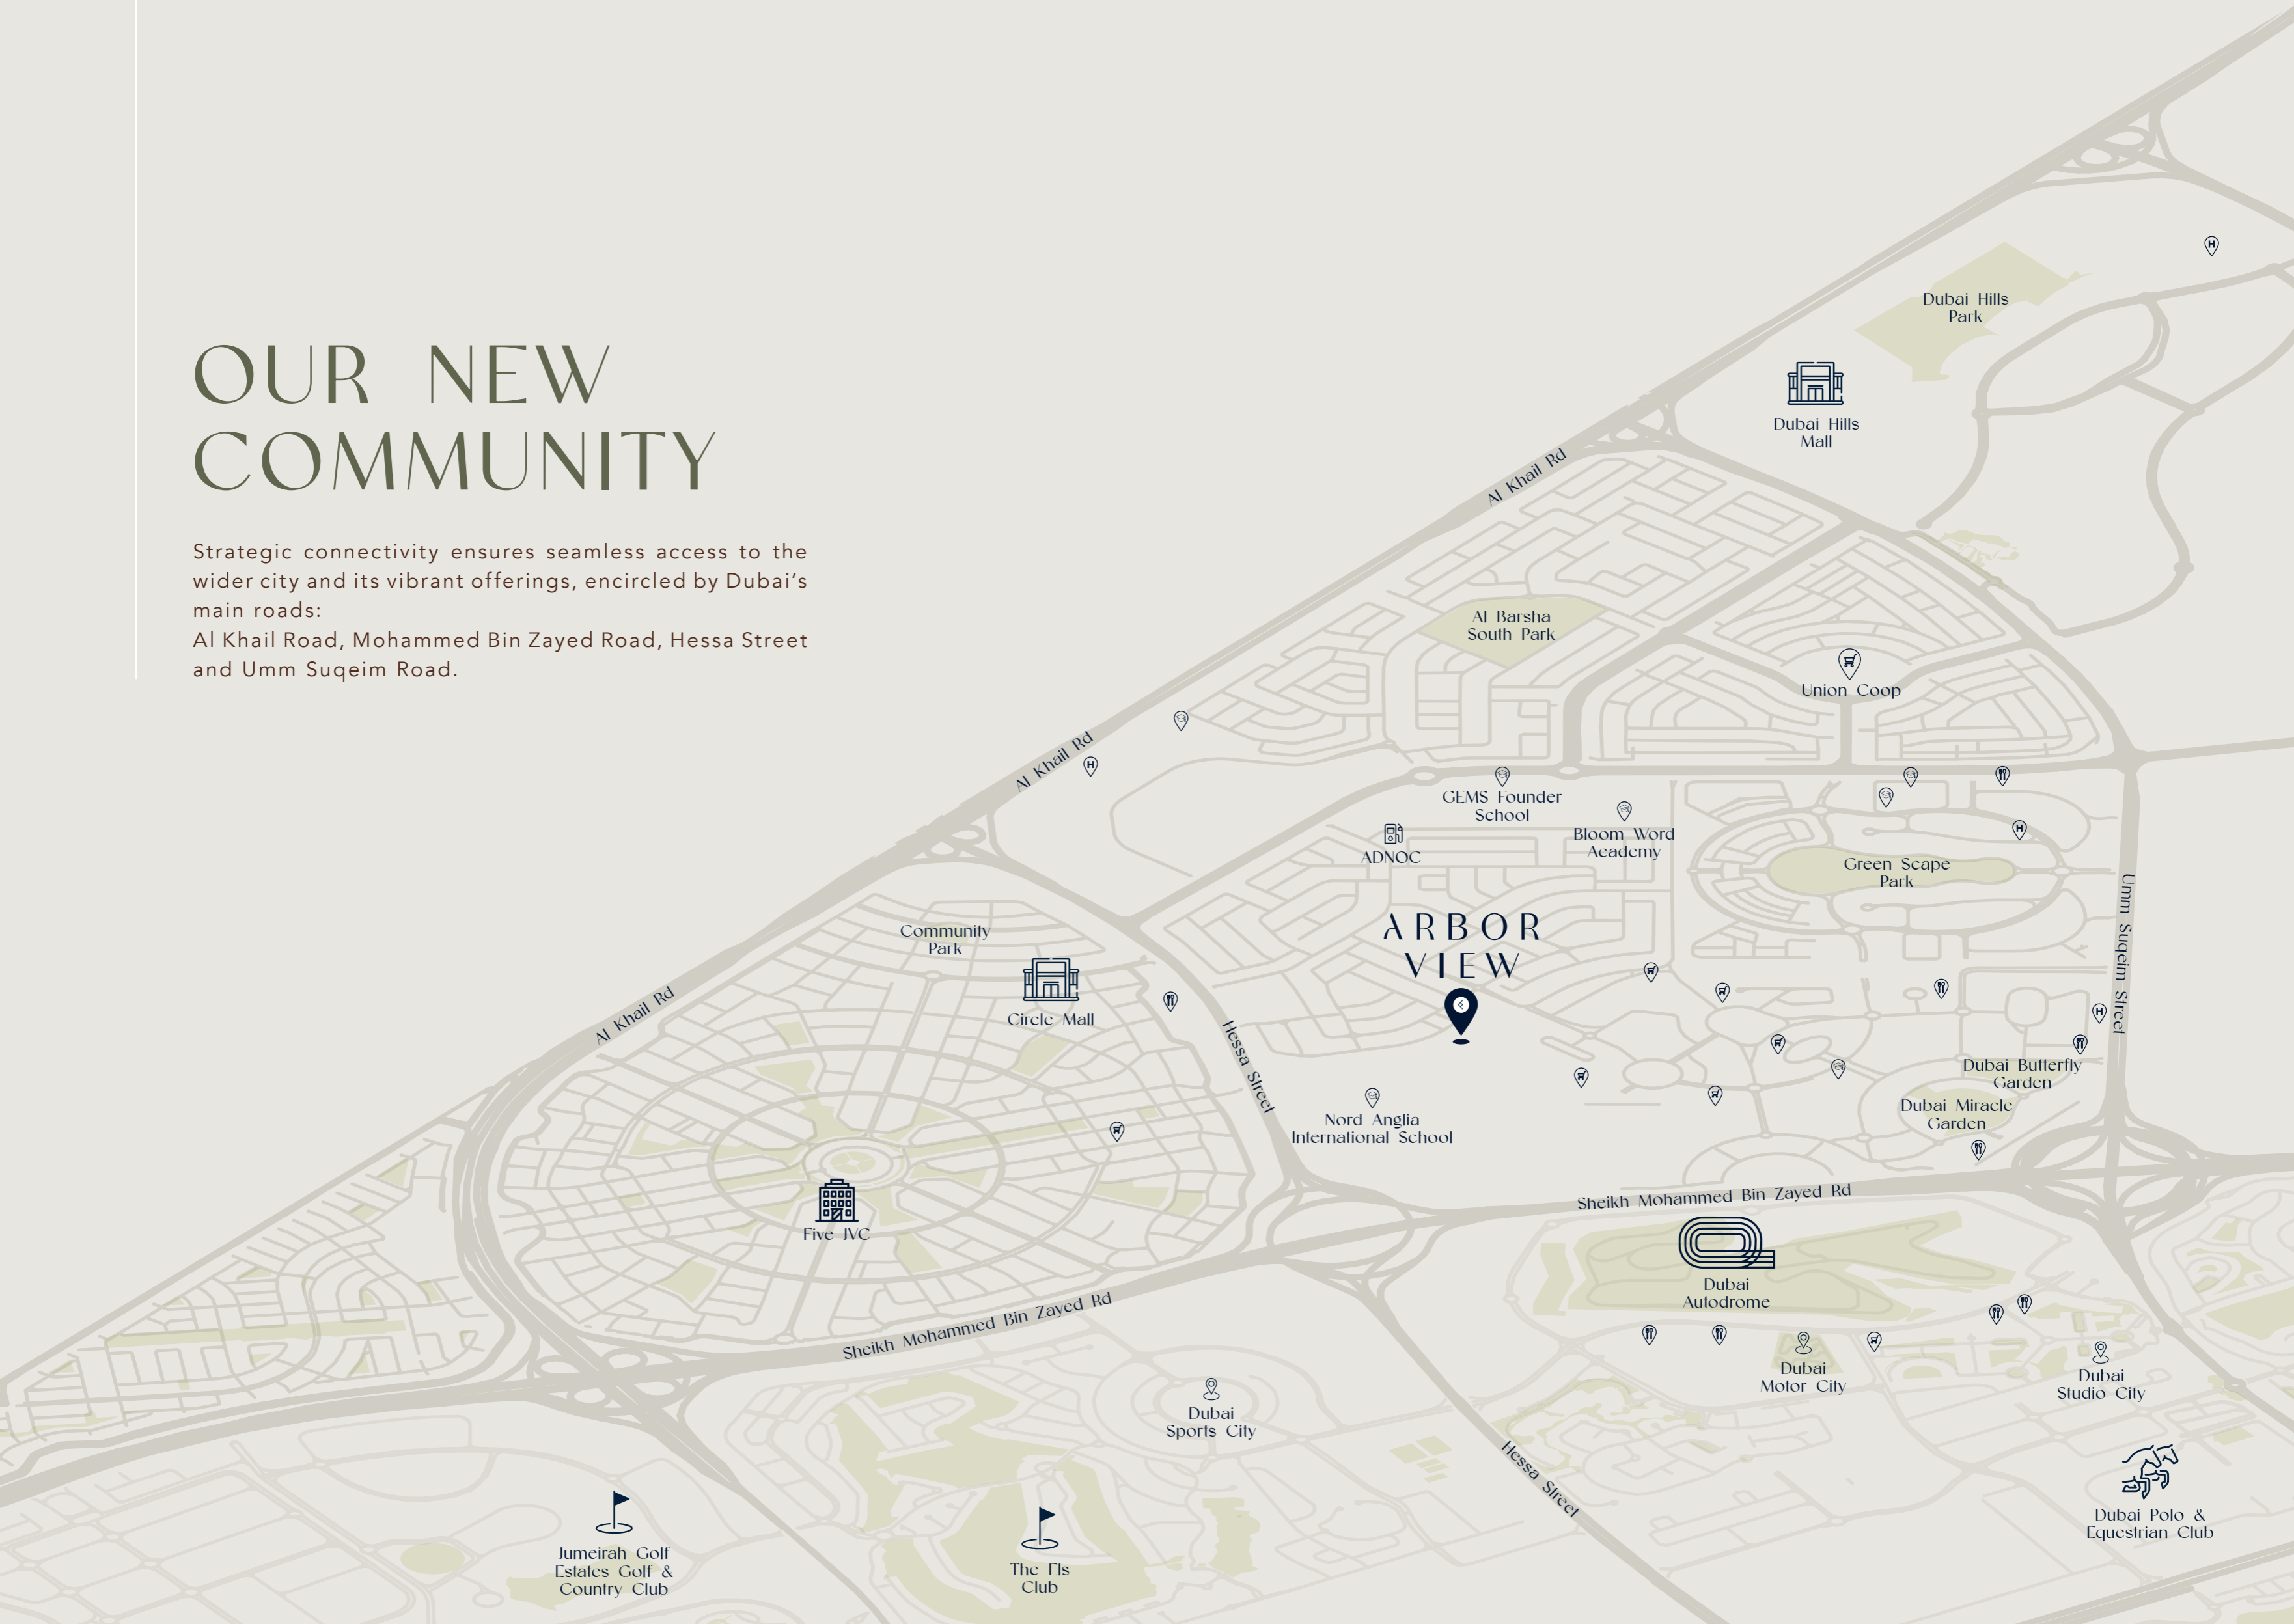 OUR NEW
COMMUNITY
Strategic connectivity ensures seamless access to the
wider city and its vibrant offerings, encircled by Dubai’s
main roads:
Al Khail Road, Mohammed Bin Zayed Road, Hessa Street
and Umm Suqeim Road.
Dubai Hills
Park
Dubai Hills
Mall
Al Khail Rd
Al Barsha
South Park
Union Coop
Al Khail Rd
GEMS Founder
School
Bloom Word
Academy
ADNOC
Green Scape
Park
Umm Suqeim Street
ARBOR
VIEW
Community
Park
Circle Mall
Al Khail Rd
Hessa Street
Dubai Butterfly
Garden
Dubai Miracle
Garden
Nord Anglia
International School
Sheikh Mohammed Bin Zayed Rd
Five JVC
Dubai
Autodrome
Sheikh Mohammed Bin Zayed Rd
Dubai
Motor City
Dubai
Studio City
Dubai
Sports City
Hessa Street
Dubai Polo &
Equestrian Club
Jumeirah Golf
Estates Golf &
Country Club
The Els
Club